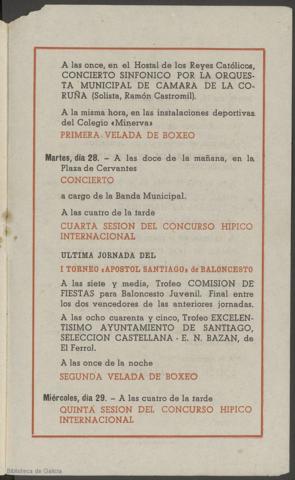 A las once, en el Hostal de los Reyes Católicos,
CONCIERTO SINFONICO POR LA ORQUES-
TA MUNICIPAL DE CAMARA DE LA CO-
RUÑA (Solista, Ramón Castromil).
A la misma hora, en las instalaciones deportivas
del Colegio «Minerva»
PRIMERA VELADA DE BOXEO
Martes, día 28. - A las doce de la mañana, en la
Plaza de Cervantes
CONCIERTO
a cargo de la Banda Municipal.
A las cuatro de la tarde
CUARTA SESION DEL CONCURSO HIPICO
INTERNACIONAL
ULTIMA JORNADA DEL
I TORNEO «APOSTOL SANTIAGO» de BALONCESTO
A las siete y media, Trofeo COMISION DE
FIESTAS para Baloncesto Juvenil. Final entre
los dos vencedores de las anteriores jornadas.
A las ocho cuarenta y cinco, Trofeo EXCELEN-
TISIMO AYUNTAMIENTO DE SANTIAGO,
SELECCION CASTELLANA - E. N. BAZAN, de
El Ferrol.
A las once de la noche
SEGUNDA VELADA DE BOXEO
Miércoles, día 29. - A las cuatro de la tarde
QUINTA SESION DEL CONCURSO HIPICO
INTERNACIONAL
Biblioteca de Galicia